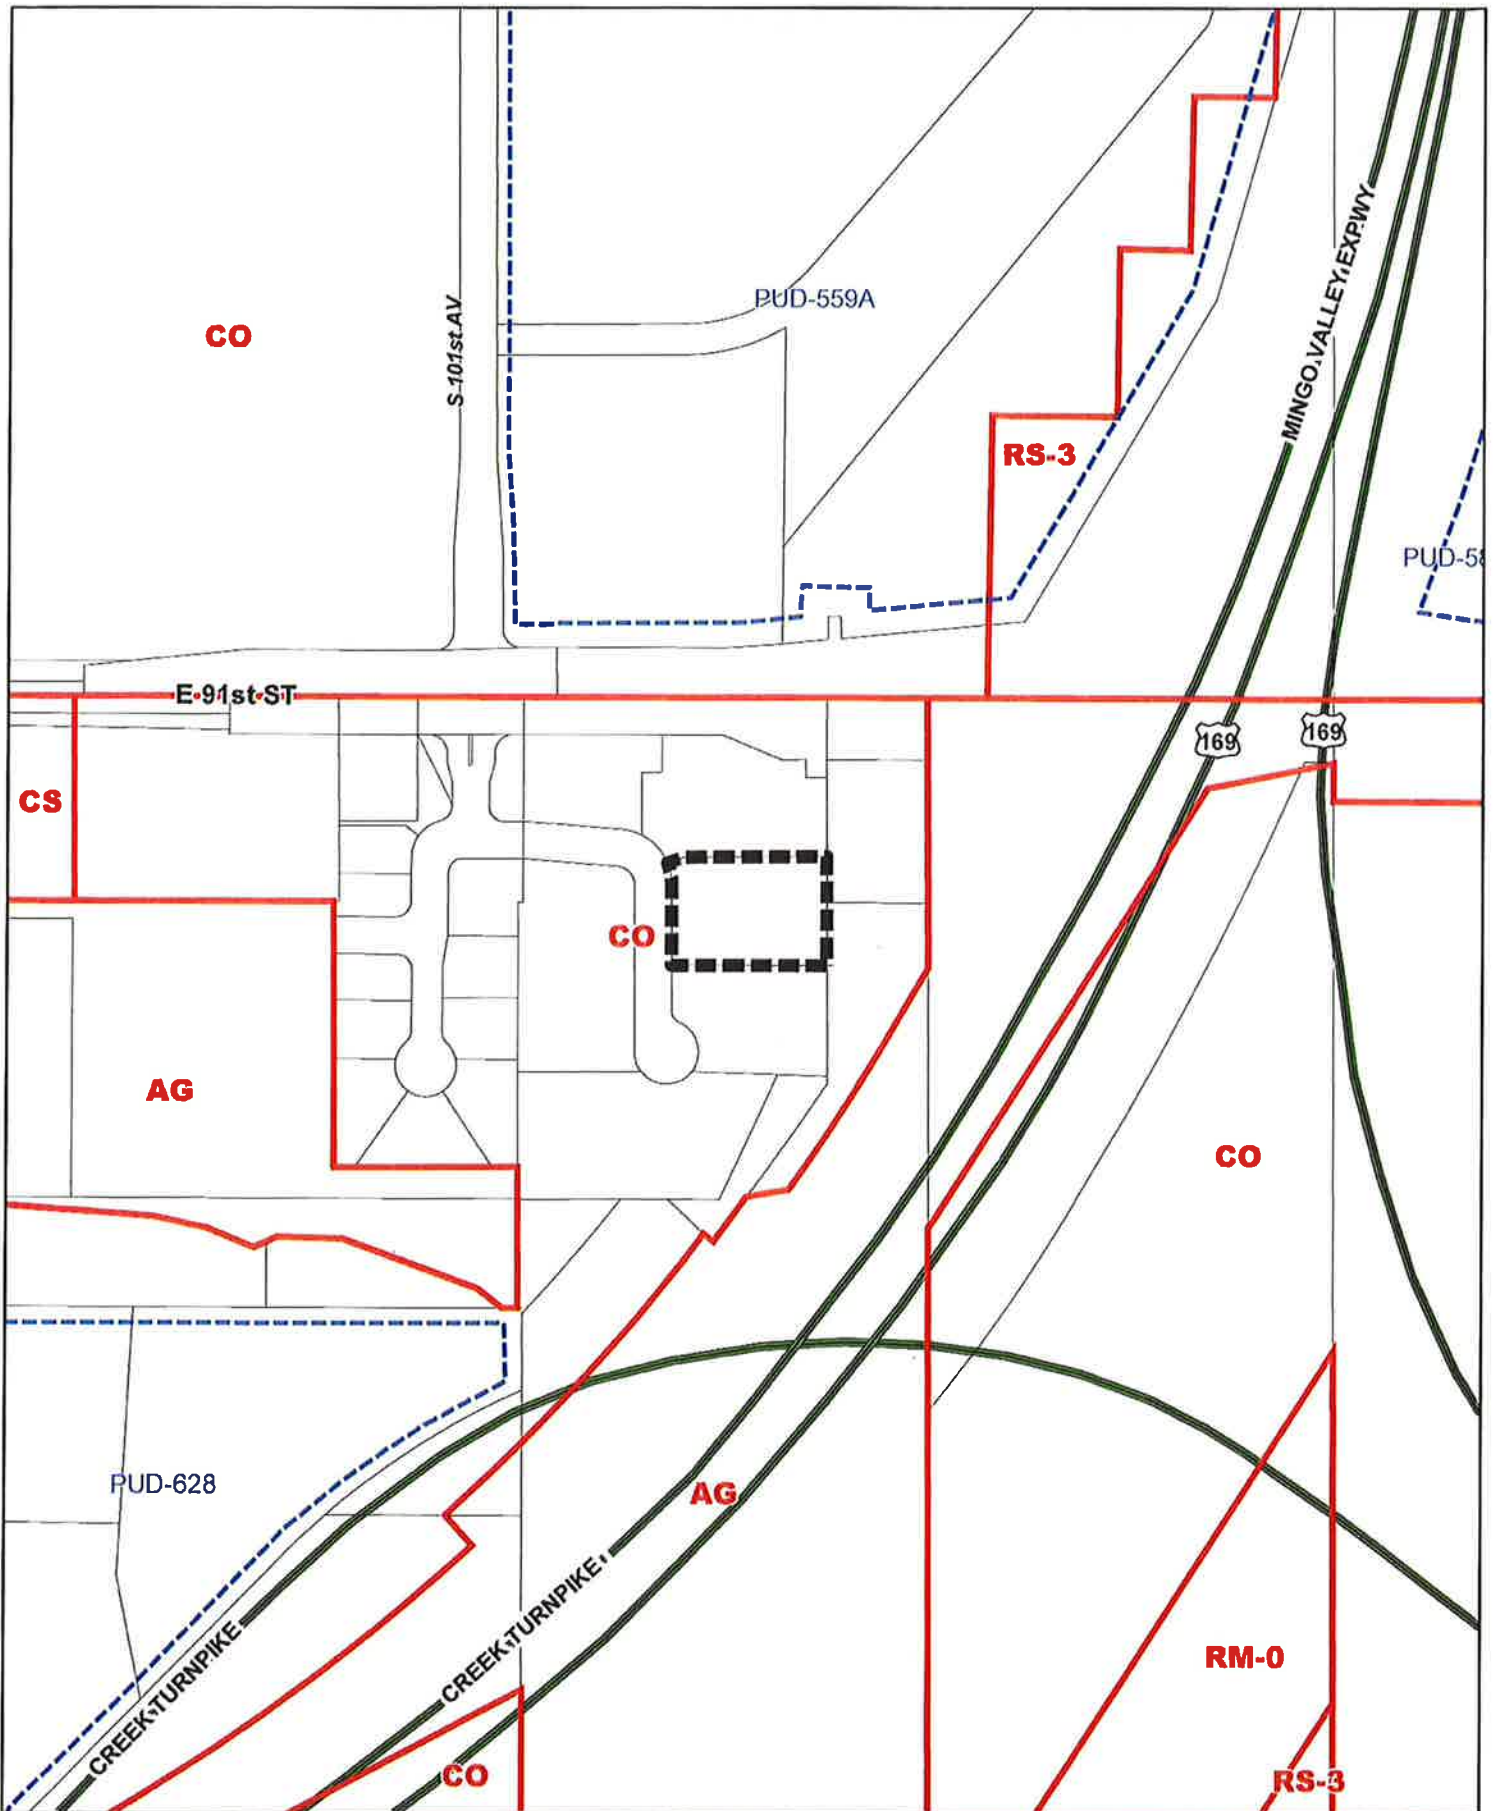 MINGO VALLEY EXPWY
PUD-559A
CO
S 101st AV
RS-3
PUD-58
E 91st ST
169
169
CS
CO
AG
CO
PUD-628
AG
CREEK TURNPIKE
CREEK TURNPIKE
RM-0
CO
RS-3